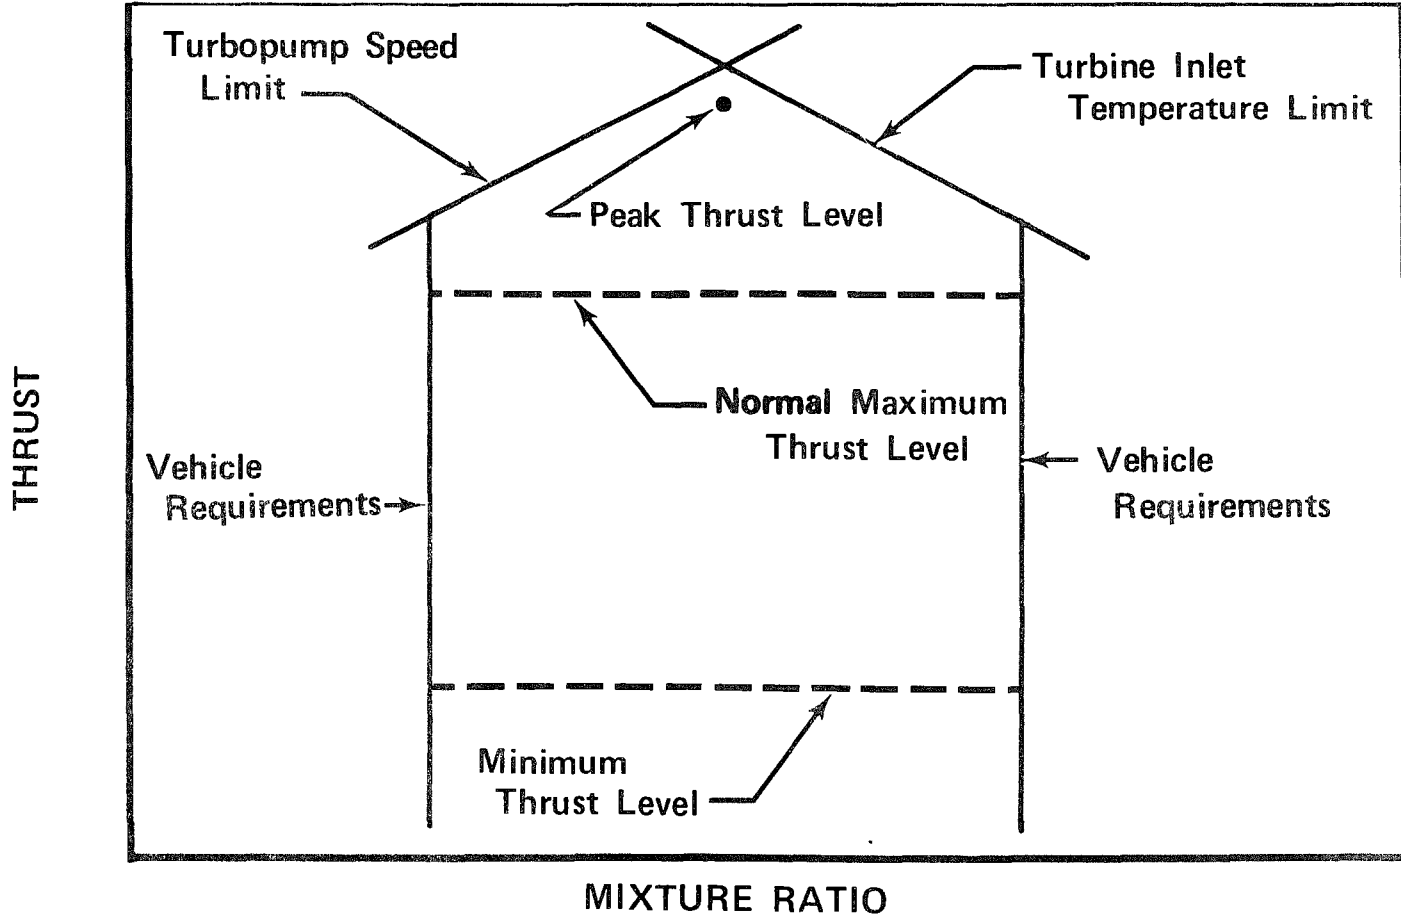 Turbopump Speed
Limit
Turbine Inlet
Temperature Limit
Peak Thrust Level
Normal Maximum
Thrust Level
Vehicle
Requirements
Vehicle
Requirements
Minimum
Thrust Level
THRUST
MIXTURE RATIO